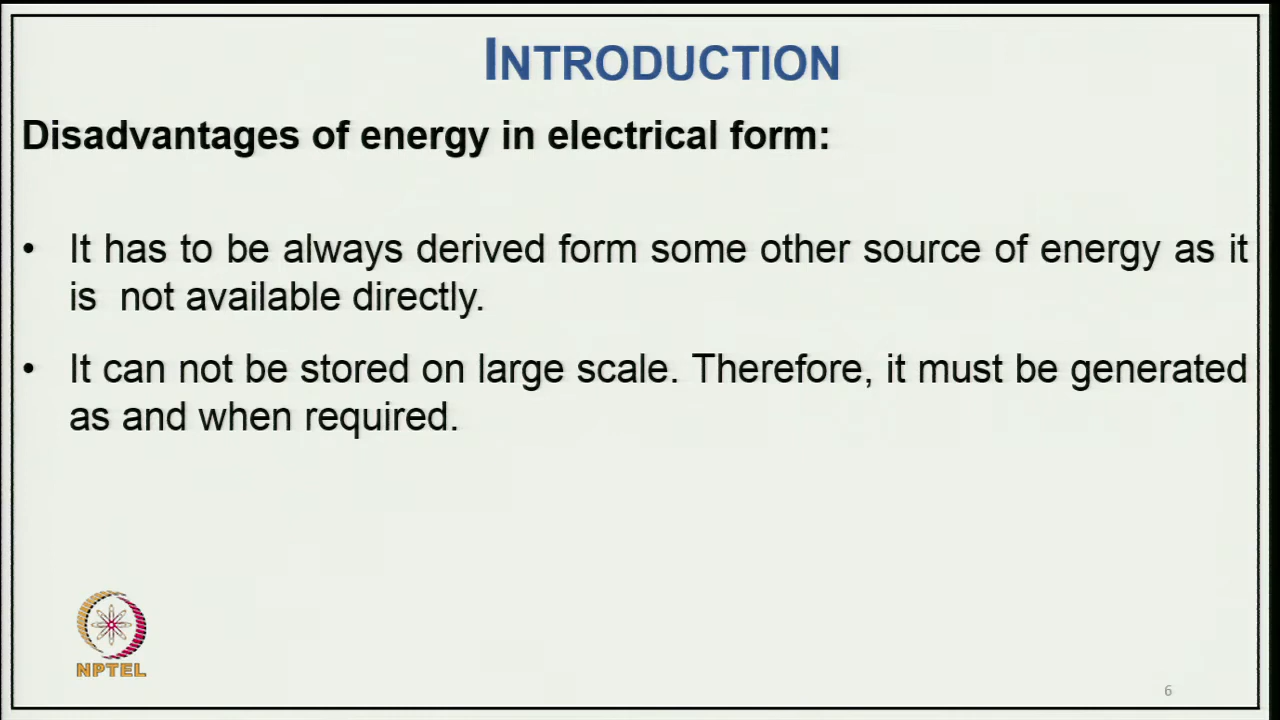 INTRODUCTION
Disadvantages of energy in electrical form:
• It has to be always derived form some other source of energy as it
is not available directly.
• It can not be stored on large scale. Therefore, it must be generated
as and when required.
NPTEL
6